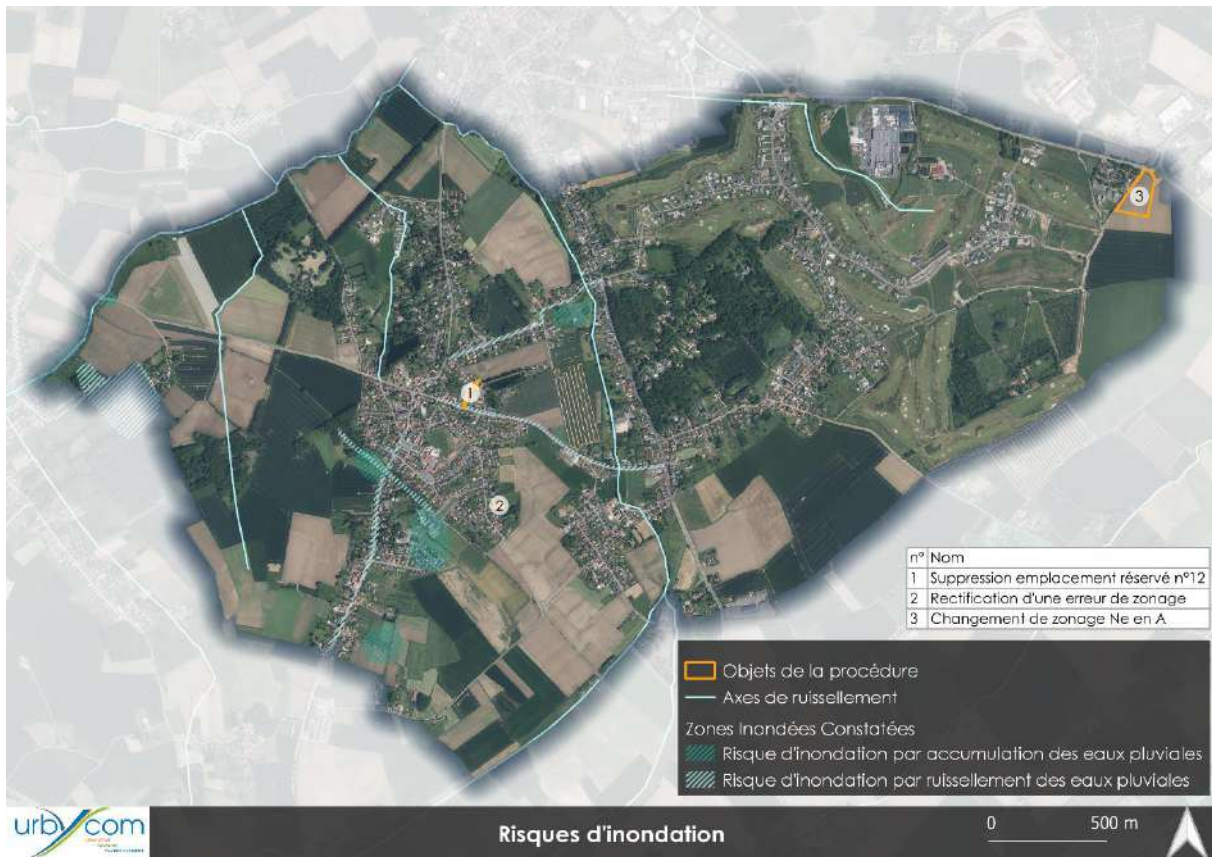 3
1
2
n° Nom
1 Suppression emplacement réservé n°12
2 Rectification d'une erreur de zonage
3 Changement de zonage Ne en A
Objets de la procédure
Axes de ruissellement
Zones Inondées Constatées
Risque d'inondation par accumulation des eaux pluviales
Risque d'inondation par ruissellement des eaux pluviales
urbycom
Risques d'inondation
0 500 m